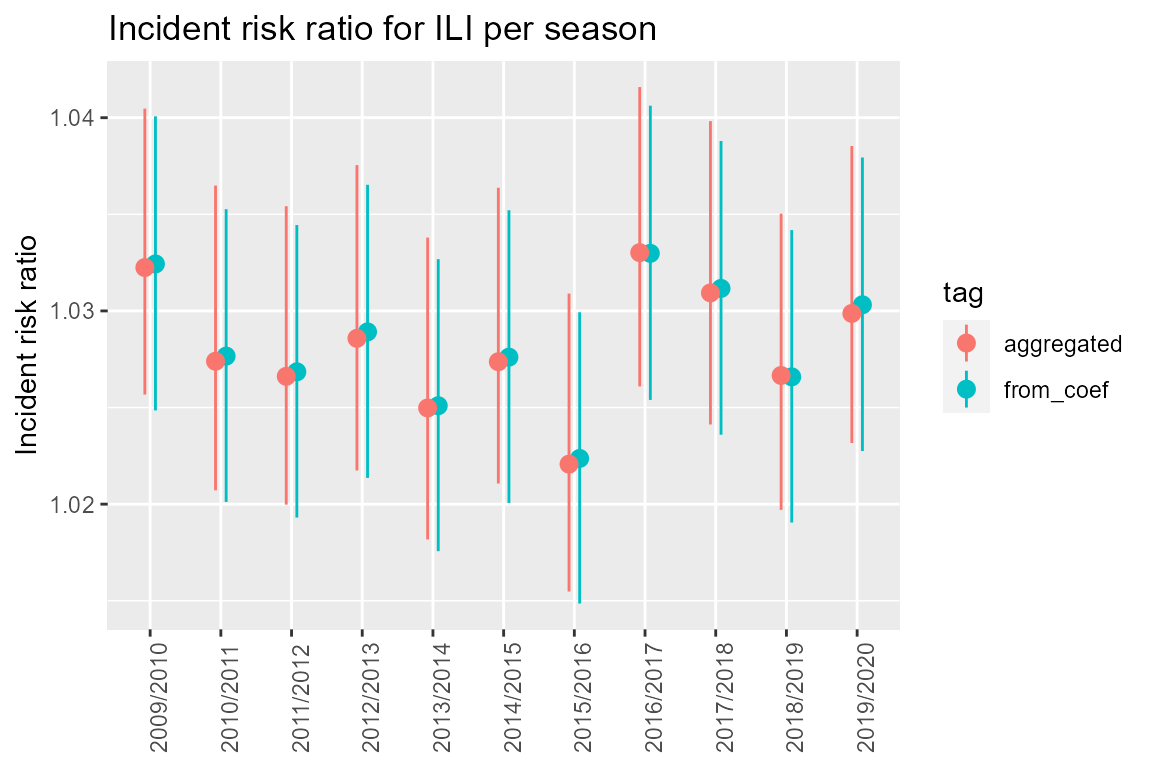 Incident risk ratio for ILI per season
Incident risk ratio
1.04
1.03
1.02
2009/2010
2010/2011
2011/2012
2012/2013
2013/2014
2014/2015
2015/2016
2016/2017
2017/2018
2018/2019
2019/2020
tag
aggregated
from_coef